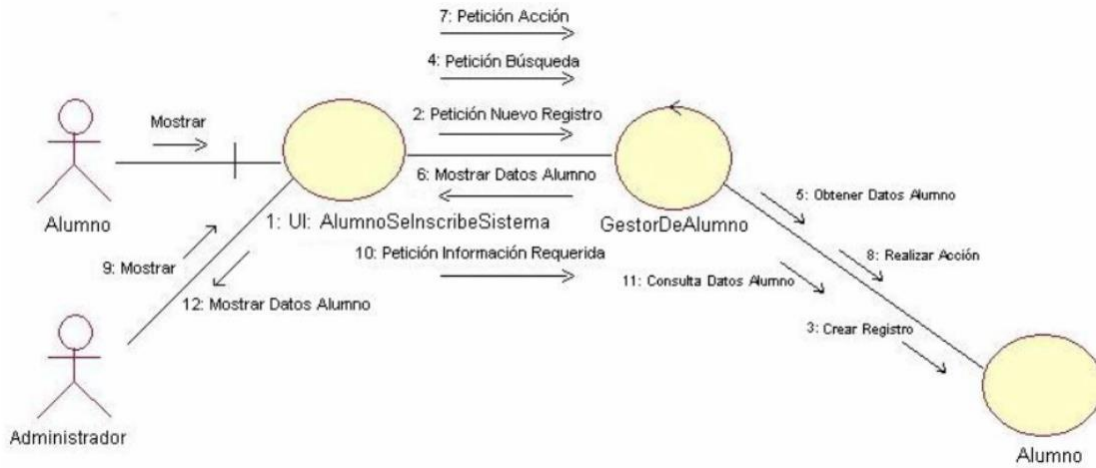 7: Petición Acción
4: Petición Búsqueda
2: Petición Nuevo Registro
Mostrar
6: Mostrar Datos Alumno
5: Obtener Datos Alumno
Alumno
1: UI: AlumnoSeInscribeSistema
GestorDeAlumno
9: Mostrar
10: Petición Información Requerida
8: Realizar Acción
11: Consulta Datos Alumno
12: Mostrar Datos Alumno
3: Crear Registro
Administrador
Alumno